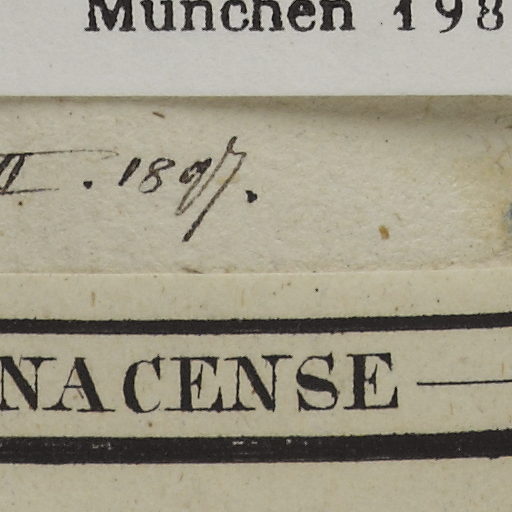 München 198
II. 1897.
NACENSE —